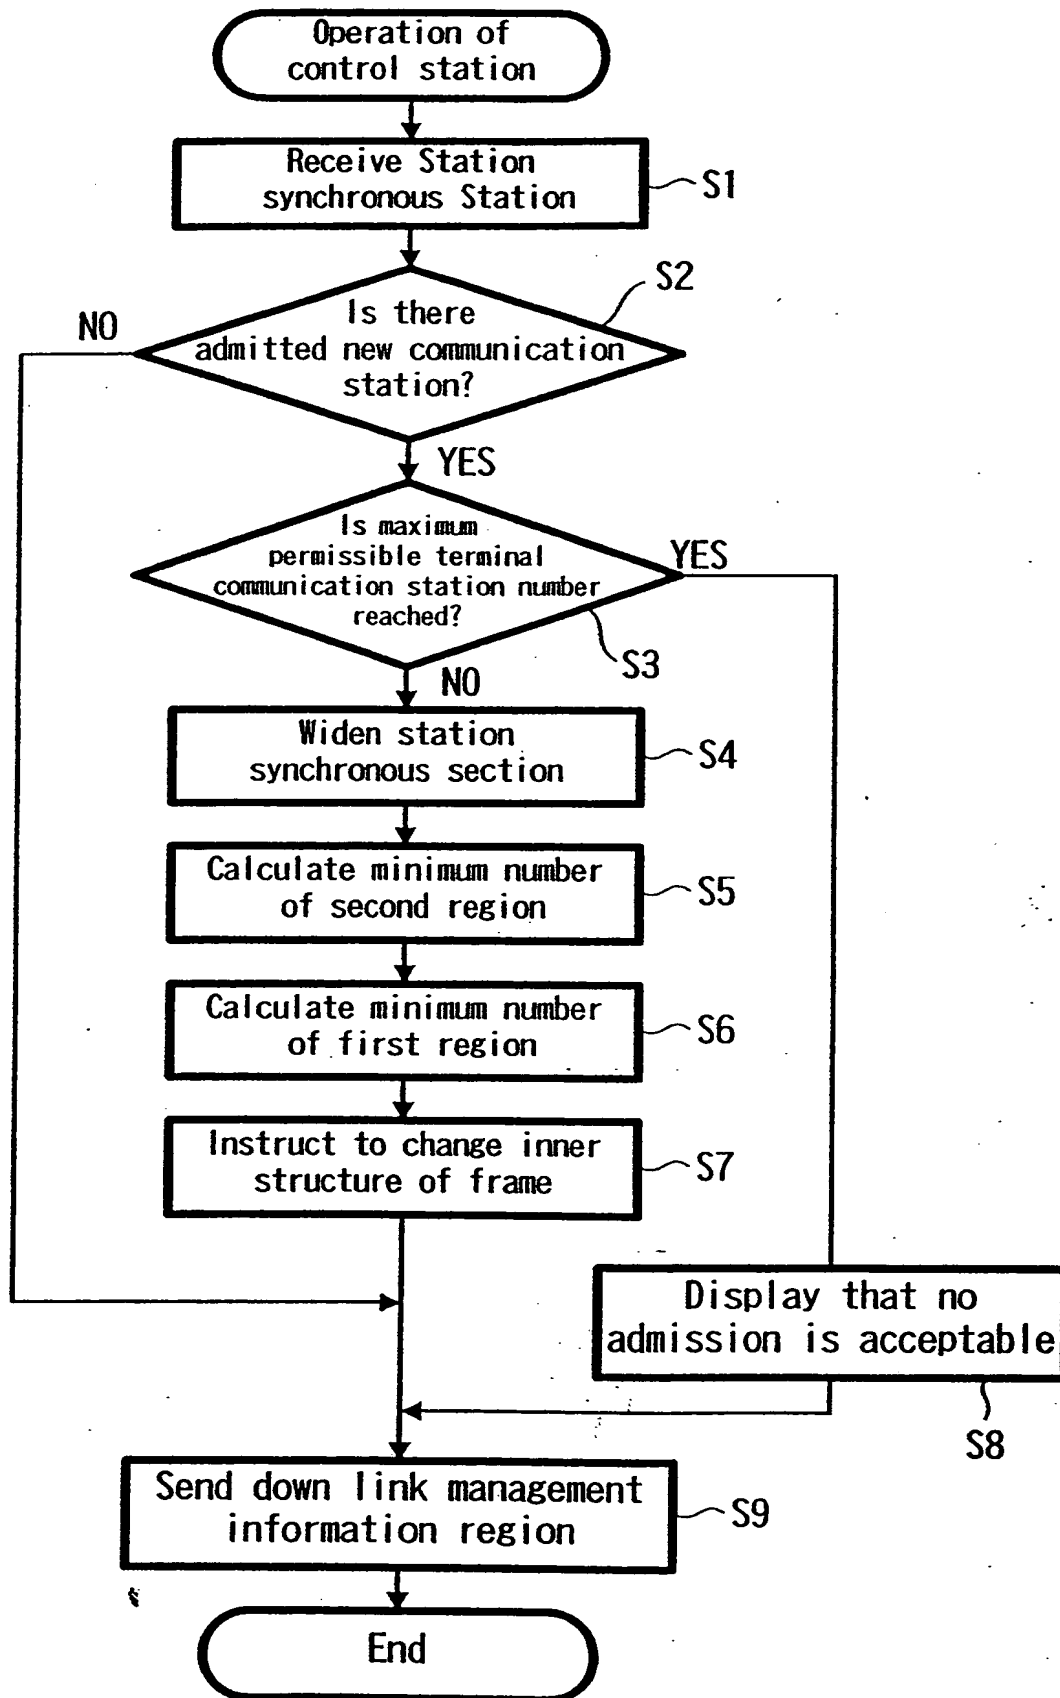 Operation of
control station
Receive Station
synchronous Station
S1
S2
NO
Is there
admitted new communication
station?
YES
Is maximum
permissible terminal
communication station number
reached?
YES
S3
NO
Widen station
synchronous section
S4
Calculate minimum number
of second region
S5
Calculate minimum number
of first region
S6
Instruct to change inner
structure of frame
S7
Display that no
admission is acceptable
S8
Send down link management
information region
S9
End